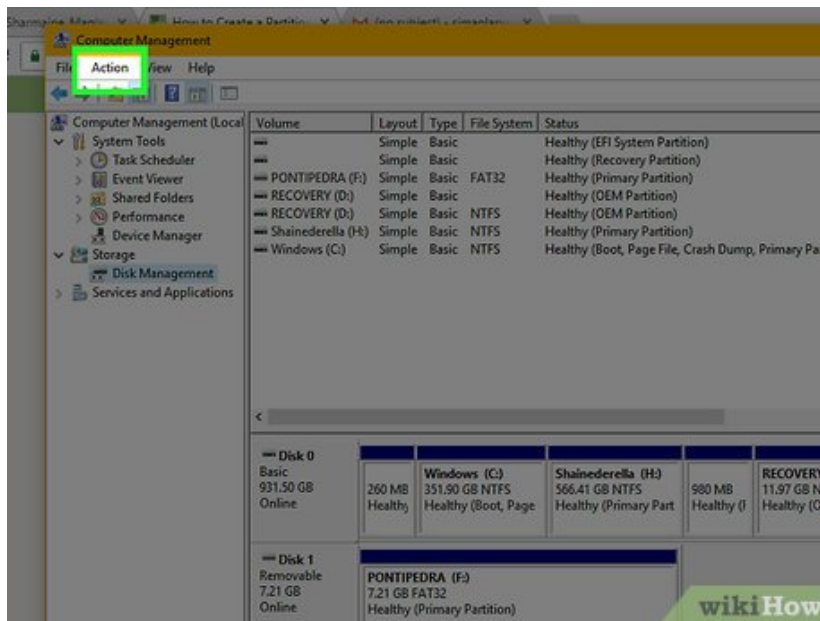 How to Create a Partitio
Computer Management
File Action View Help
Computer Management (Local
System Tools
Task Scheduler
Event Viewer
Shared Folders
Performance
Device Manager
Storage
Disk Management
Services and Applications
Volume Layout Type File System Status
Simple Basic Healthy (EFI System Partition)
Simple Basic Healthy (Recovery Partition)
PONTIPEDRA (F:) Simple Basic FAT32 Healthy (Primary Partition)
RECOVERY (D:) Simple Basic Healthy (OEM Partition)
RECOVERY (D:) Simple Basic NTFS Healthy (OEM Partition)
Shainederella (H:) Simple Basic NTFS Healthy (Primary Partition)
Windows (C:) Simple Basic NTFS Healthy (Boot, Page File, Crash Dump, Primary Pa
Disk 0
Basic
931.50 GB
Online
260 MB
Healthy
Windows (C:)
351.90 GB NTFS
Healthy (Boot, Page
Shainederella (H:)
566.41 GB NTFS
Healthy (Primary Part
980 MB
Healthy (
RECOVERY
11.97 GB N
Healthy (O
Disk 1
Removable
7.21 GB
Online
PONTIPEDRA (F:)
7.21 GB FAT32
Healthy (Primary Partition)
wikiHow